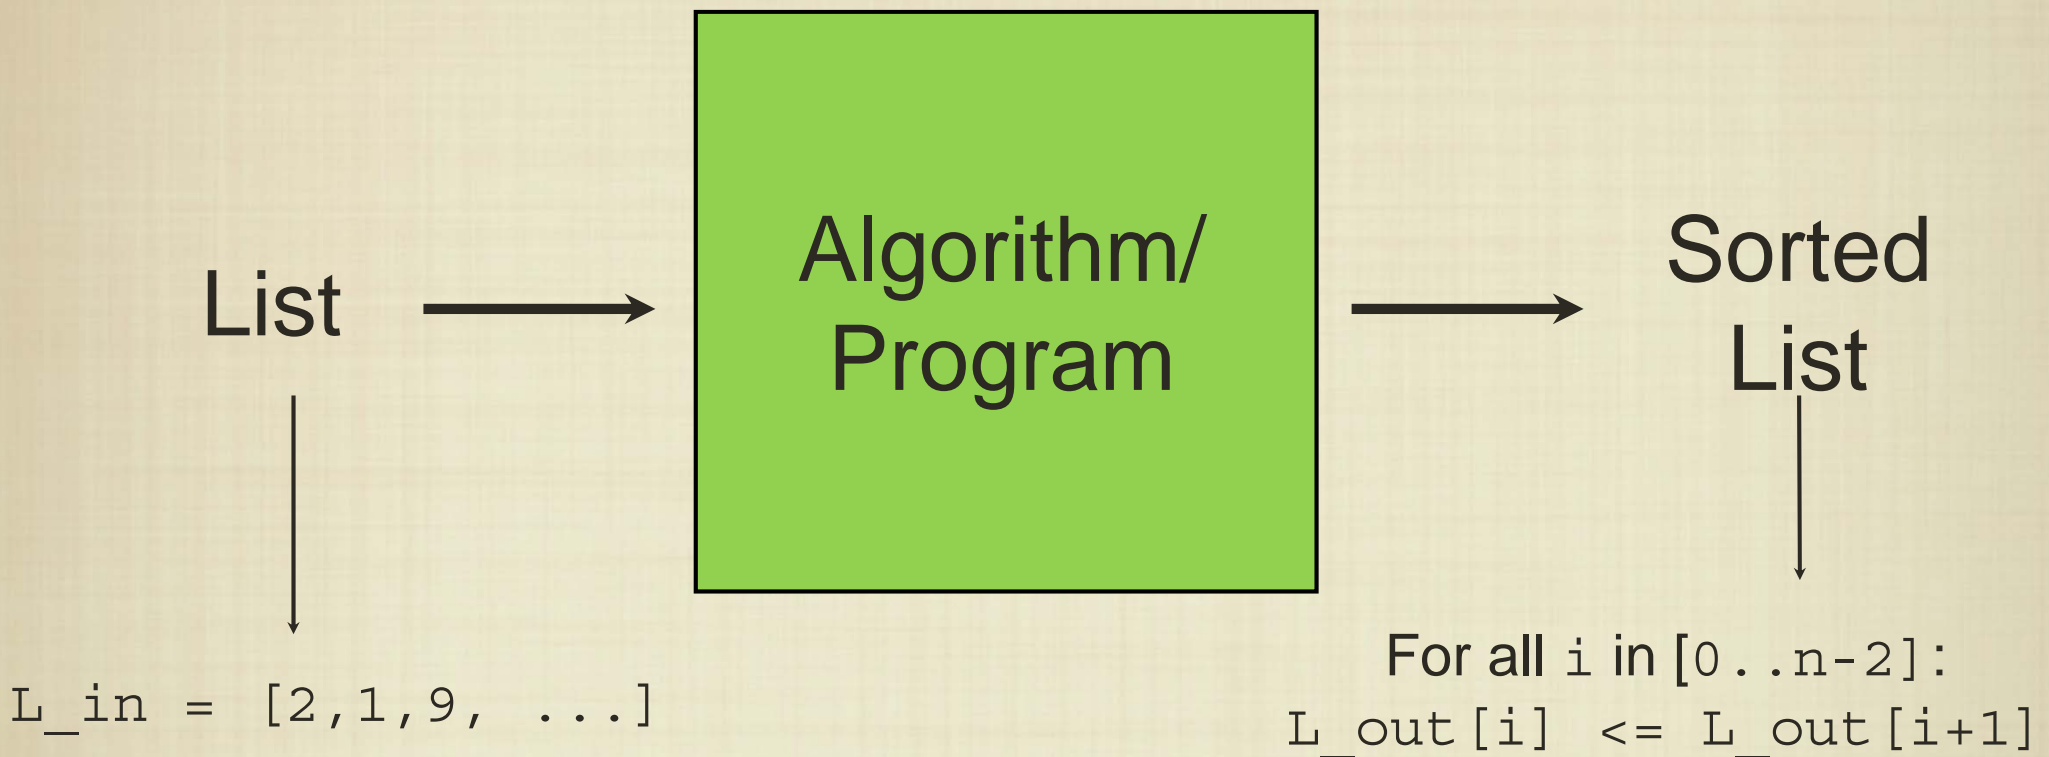 List
Algorithm/
Program
Sorted
List
L_in = [2,1,9, ...]
For all i in [0..n-2]:
L_out[i] <= L_out[i+1]